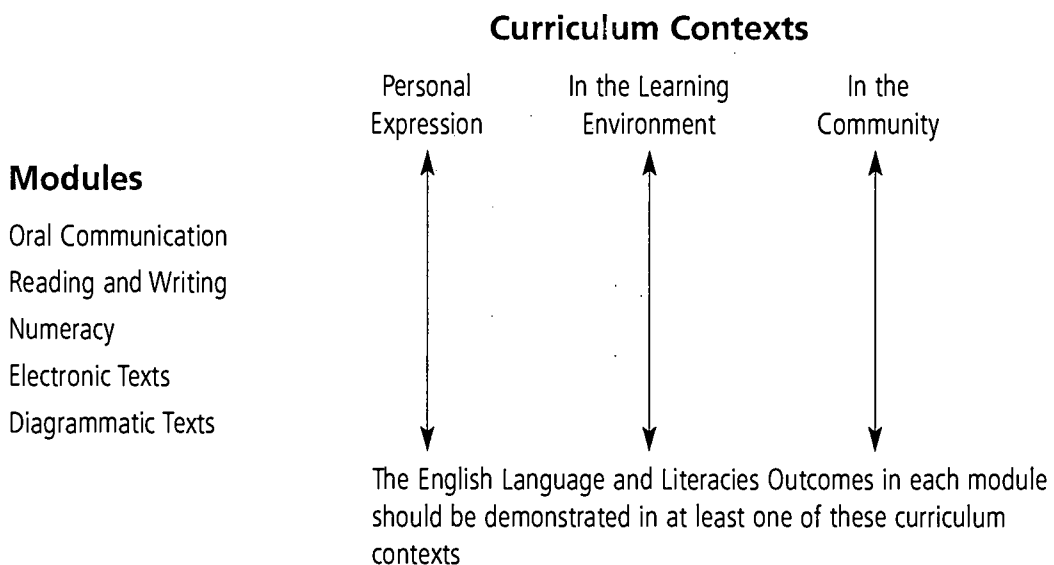 Curriculum Contexts
Personal
Expression
In the Learning
Environment
In the
Community
Modules
Oral Communication
Reading and Writing
Numeracy
Electronic Texts
Diagrammatic Texts
The English Language and Literacies Outcomes in each module
should be demonstrated in at least one of these curriculum
contexts